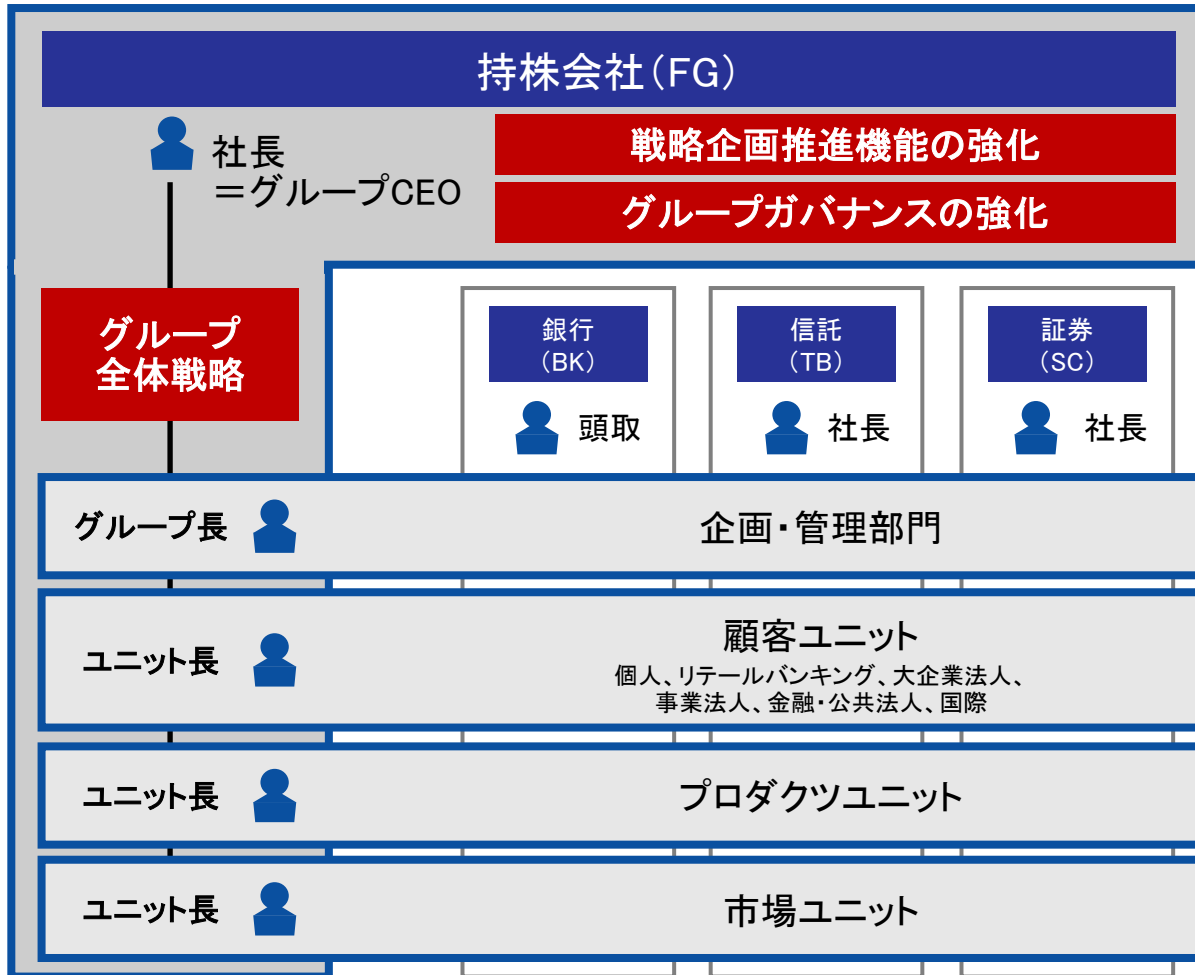 持株会社(FG)
社長
＝グループCEO
戦略企画推進機能の強化
グループガバナンスの強化
グループ
全体戦略
銀行
(BK)
頭取
信託
(TB)
社長
証券
(SC)
社長
グループ長
企画・管理部門
ユニット長
顧客ユニット
個人、リテールバンキング、大企業法人、
事業法人、金融・公共法人、国際
ユニット長
プロダクツユニット
ユニット長
市場ユニット